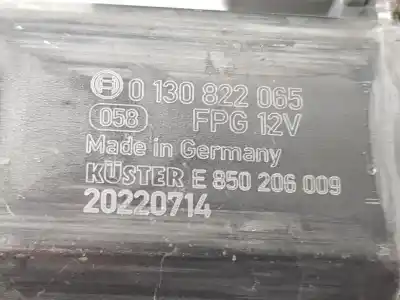 0 130 822 065
058 FPG 12V
Made in Germany
KÜSTER E 850 206 009
20220714